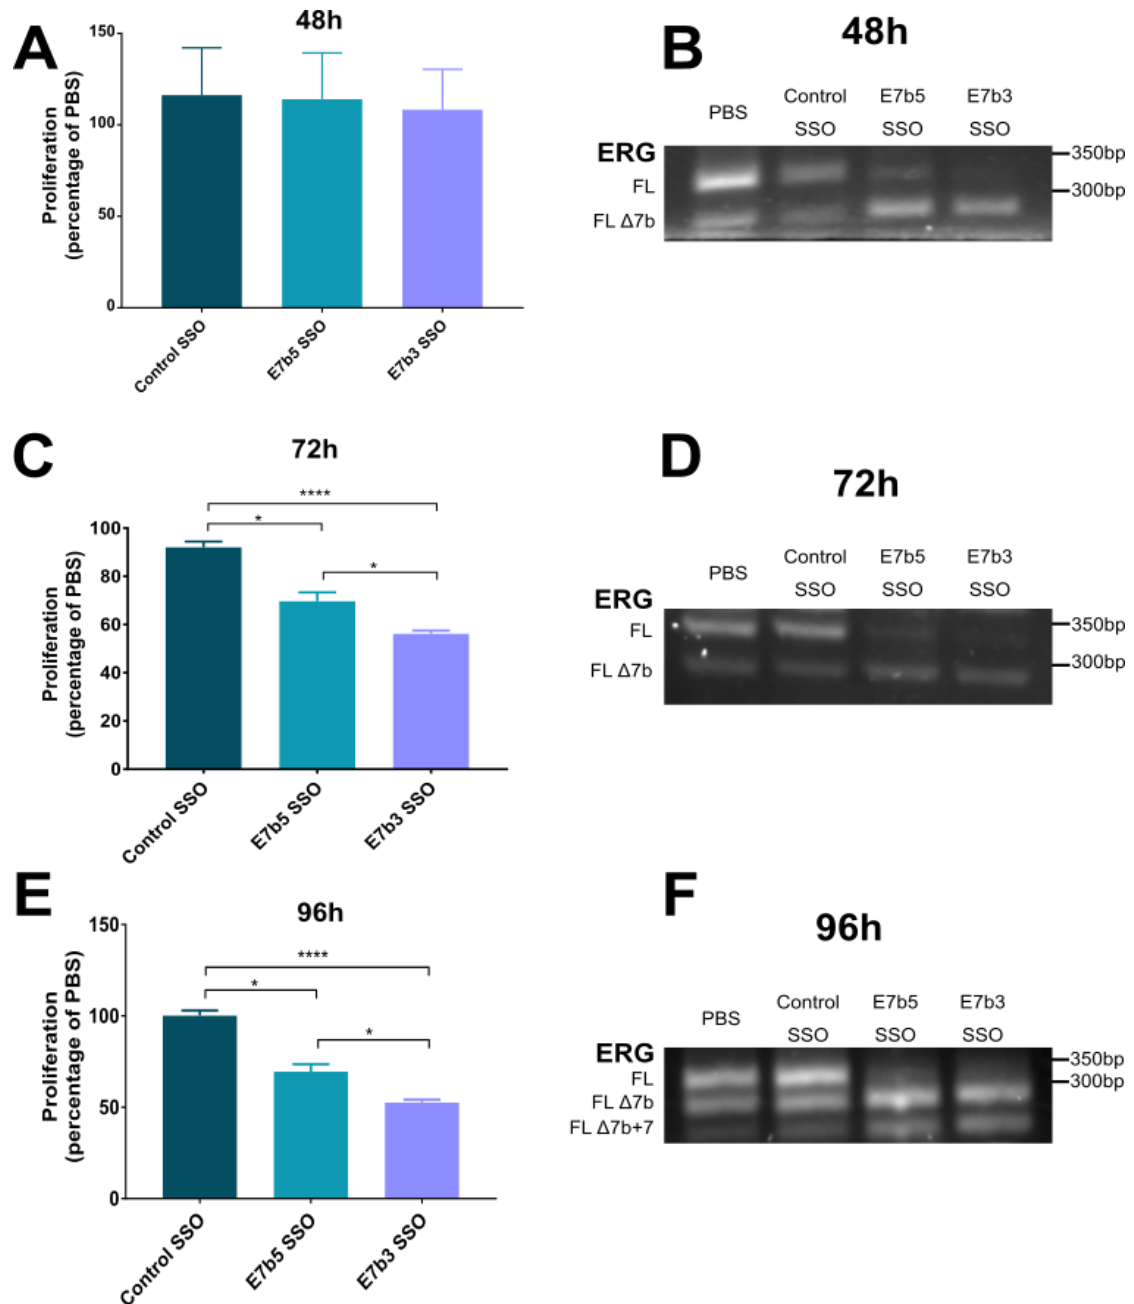 A
48h
Proliferation
(percentage of PBS)
150
100
50
0
Control SSO
E7b5 SSO
E7b3 SSO
B
48h
PBS
Control
SSO
E7b5
SSO
E7b3
SSO
ERG
FL
FL Δ7b
350bp
300bp
C
72h
Proliferation
(percentage of PBS)
100
80
60
40
20
0
****
*
*
Control SSO
E7b5 SSO
E7b3 SSO
D
72h
PBS
Control
SSO
E7b5
SSO
E7b3
SSO
ERG
FL
FL Δ7b
350bp
300bp
E
96h
Proliferation
(percentage of PBS)
150
100
50
0
****
*
*
Control SSO
E7b5 SSO
E7b3 SSO
F
96h
PBS
Control
SSO
E7b5
SSO
E7b3
SSO
ERG
FL
FL Δ7b
FL Δ7b+7
350bp
300bp